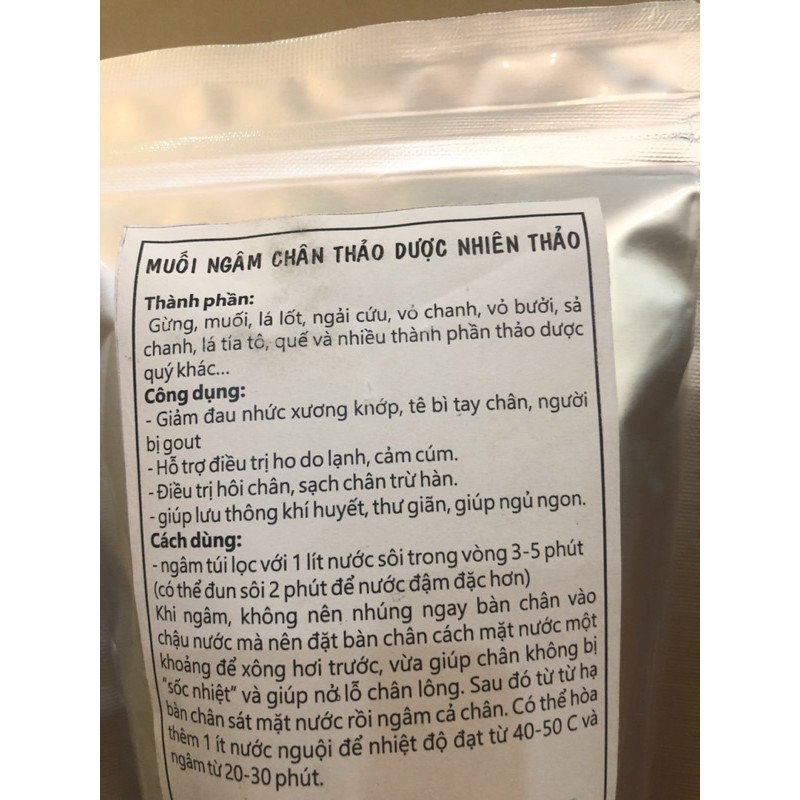 MUỐI NGÂM CHÂN THẢO DƯỢC NHIÊN THẢO
Thành phần:
Gừng, muối, lá lốt, ngải cứu, vỏ chanh, vỏ bưởi, sả
chanh, lá tía tô, quế và nhiều thành phần thảo dược
quý khác...
Công dụng:
- Giảm đau nhức xương knớp, tê bì tay chân, người
bị gout
- Hỗ trợ điều trị ho do lạnh, cảm cúm.
- Điều trị hôi chân, sạch chân trừ hàn.
- giúp lưu thông khí huyết, thư giãn, giúp ngủ ngon.
Cách dùng:
- ngâm túi lọc với 1 lít nước sôi trong vòng 3-5 phút
(có thể đun sôi 2 phút để nước đậm đặc hơn)
Khi ngâm, không nên nhúng ngay bàn chân vào
chậu nước mà nên đặt bàn chân cách mặt nước một
khoảng để xông hơi trước, vừa giúp chân không bị
"sốc nhiệt" và giúp nở lỗ chân lông. Sau đó từ từ hạ
bàn chân sát mặt nước rồi ngâm cả chân. Có thể hòa
thêm 1 ít nước nguội để nhiệt độ đạt từ 40-50 C và
ngâm từ 20-30 phút.